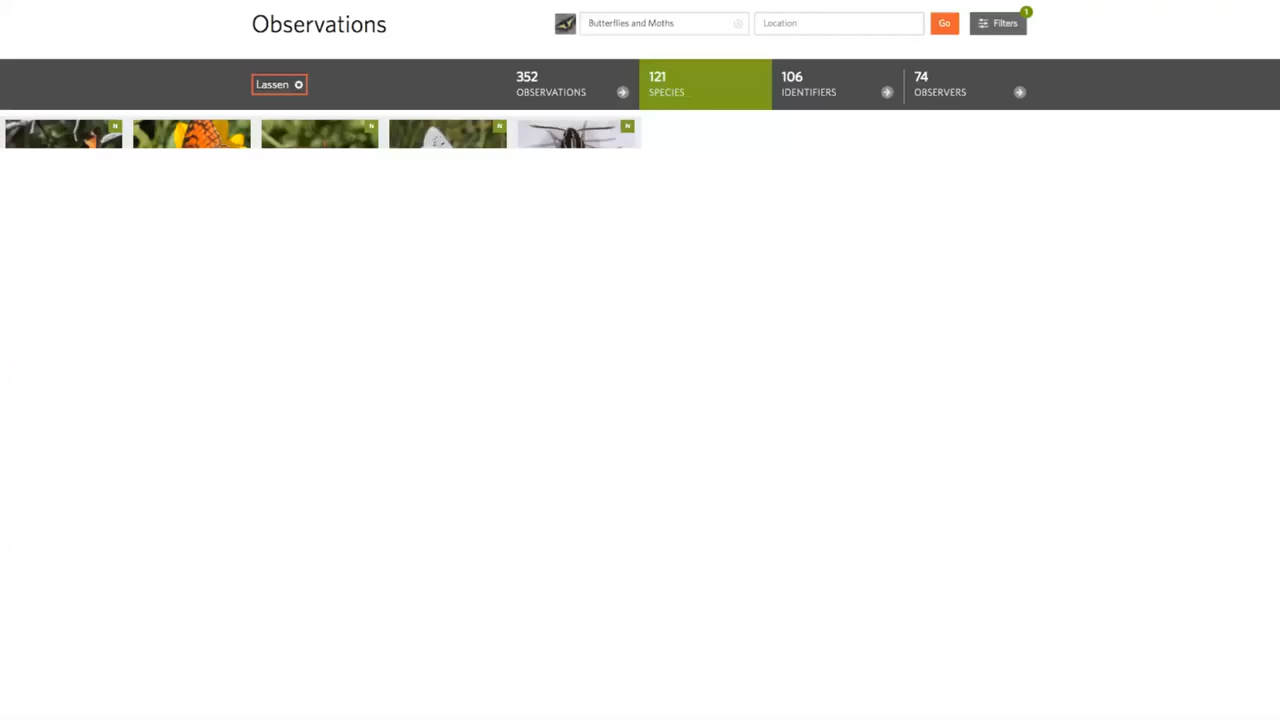 Observations
Butterflies and Moths
Location
Go
Filters
1
Lassen
352
OBSERVATIONS
121
SPECIES
106
IDENTIFIERS
74
OBSERVERS
N
N
N
N